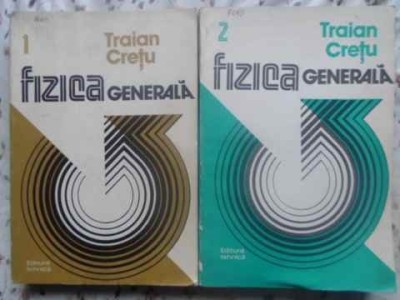 1
Traian
Crețu
fizica GENERALĂ
Editura
tehnică
2
Traian
Crețu
fizica GENERALĂ
Editura
tehnică